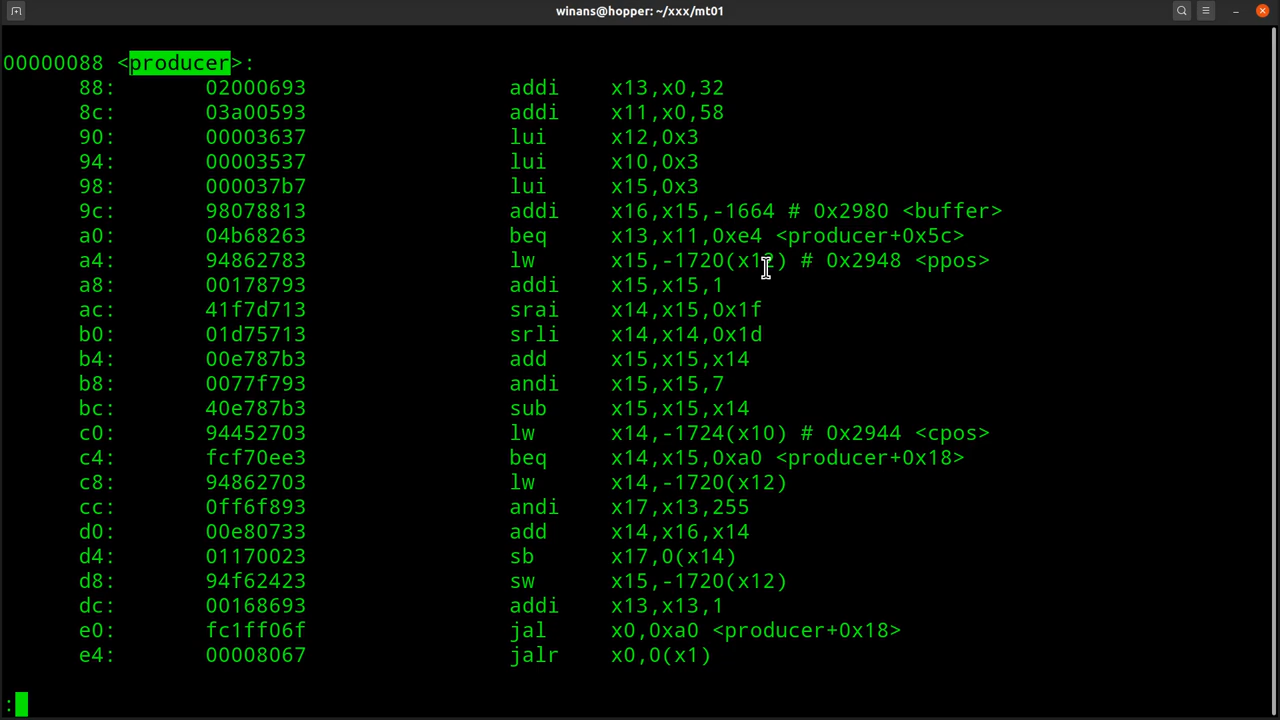 winans@hopper: ~/xxx/mt01
00000088 <producer>:
88: 02000693 addi x13,x0,32
8c: 03a00593 addi x11,x0,58
90: 00003637 lui x12,0x3
94: 00003537 lui x10,0x3
98: 000037b7 lui x15,0x3
9c: 98078813 addi x16,x15,-1664 # 0x2980 <buffer>
a0: 04b68263 beq x13,x11,0xe4 <producer+0x5c>
a4: 94862783 lw x15,-1720(x12) # 0x2948 <ppos>
a8: 00178793 addi x15,x15,1
ac: 41f7d713 srai x14,x15,0x1f
b0: 01d75713 srli x14,x14,0x1d
b4: 00e787b3 add x15,x15,x14
b8: 0077f793 andi x15,x15,7
bc: 40e787b3 sub x15,x15,x14
c0: 94452703 lw x14,-1724(x10) # 0x2944 <cpos>
c4: fcf70ee3 beq x14,x15,0xa0 <producer+0x18>
c8: 94862703 lw x14,-1720(x12)
cc: 0ff6f893 andi x17,x13,255
d0: 00e80733 add x14,x16,x14
d4: 01170023 sb x17,0(x14)
d8: 94f62423 sw x15,-1720(x12)
dc: 00168693 addi x13,x13,1
e0: fc1ff06f jal x0,0xa0 <producer+0x18>
e4: 00008067 jalr x0,0(x1)
: